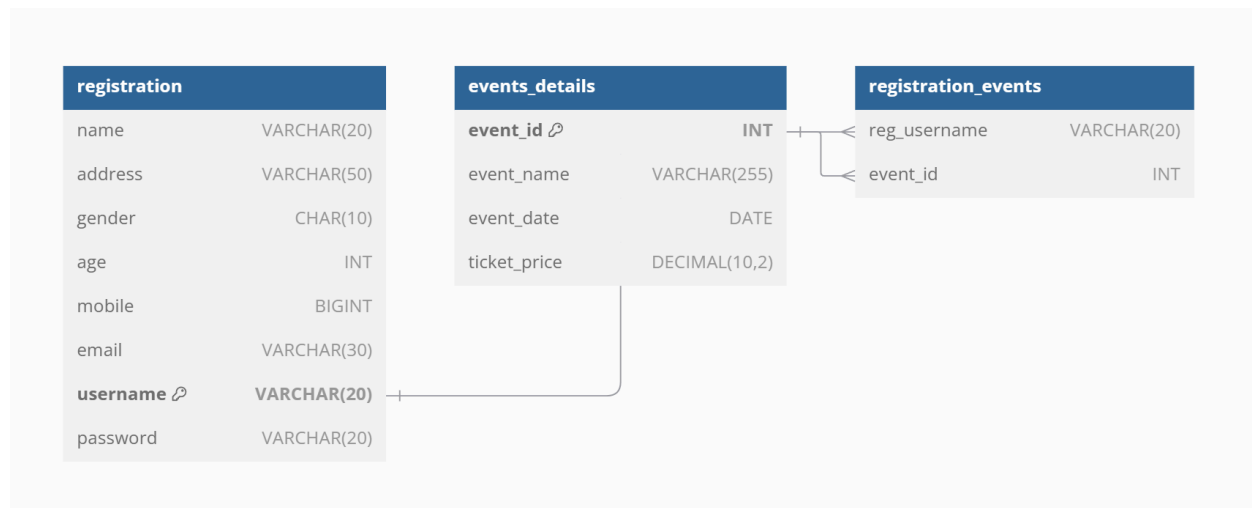 registration
name VARCHAR(20)
address VARCHAR(50)
gender CHAR(10)
age INT
mobile BIGINT
email VARCHAR(30)
username VARCHAR(20)
password VARCHAR(20)
events_details
event_id INT
event_name VARCHAR(255)
event_date DATE
ticket_price DECIMAL(10,2)
registration_events
reg_username VARCHAR(20)
event_id INT